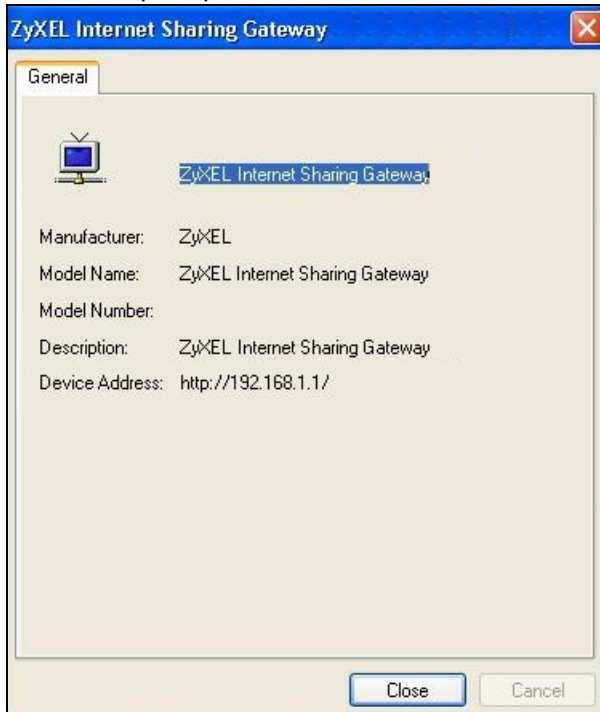 ZyXEL Internet Sharing Gateway
General
ZyXEL Internet Sharing Gateway
Manufacturer: ZyXEL
Model Name: ZyXEL Internet Sharing Gateway
Model Number:
Description: ZyXEL Internet Sharing Gateway
Device Address: http://192.168.1.1/
Close Cancel